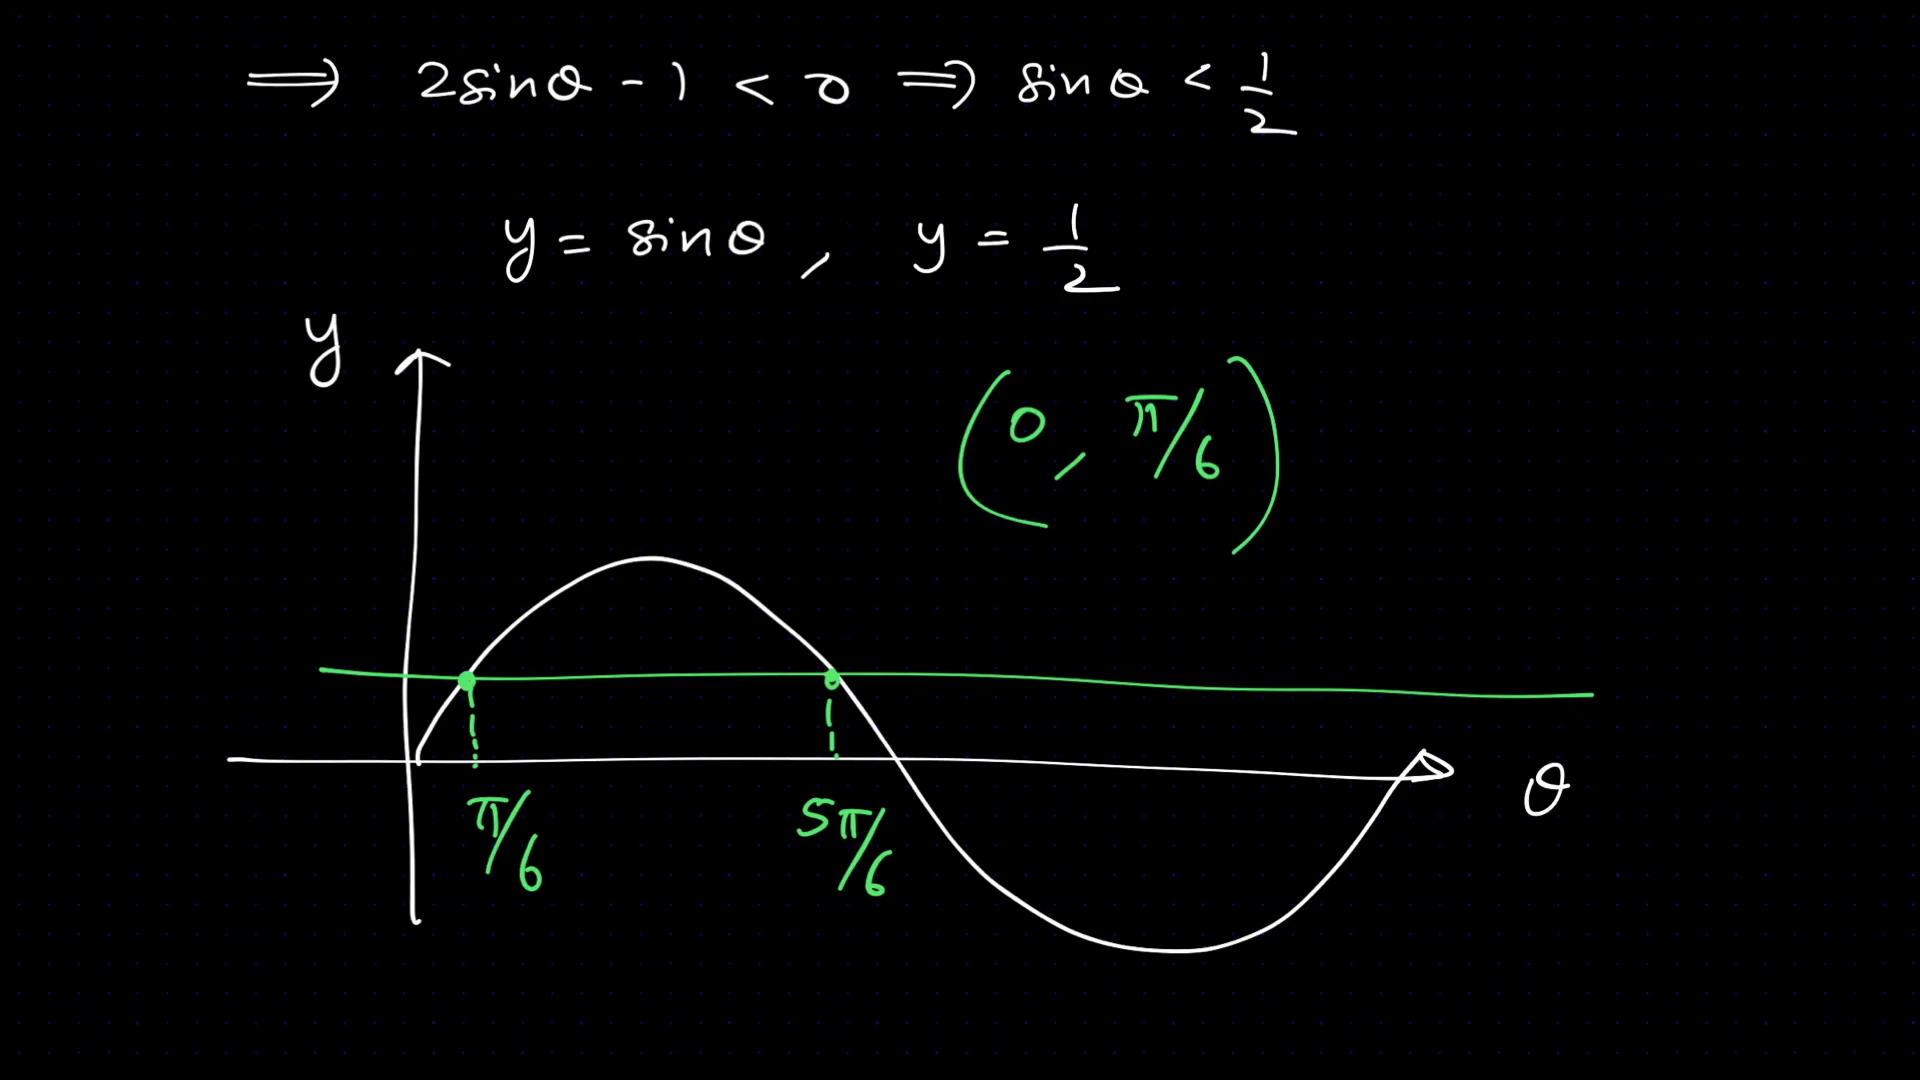 ⟹ 2sinθ - 1 < 0 ⟹ sinθ < 1/2
y = sinθ , y = 1/2
y
(0, π/6)
π/6 5π/6
θ